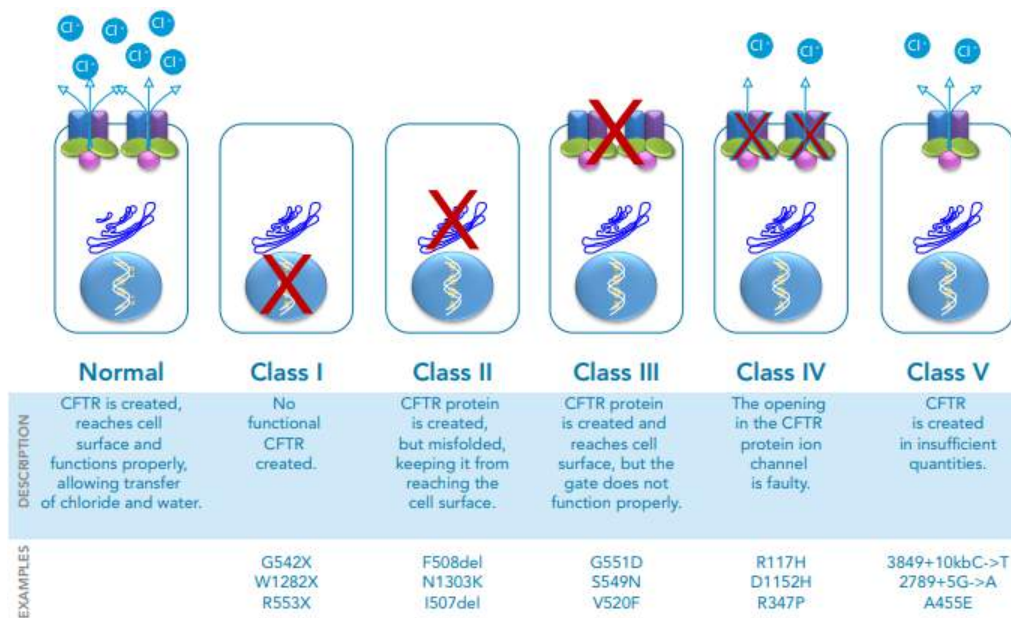 Cl⁻ Cl⁻ Cl⁻
Cl⁻ Cl⁻ Cl⁻
Cl⁻ Cl⁻
Cl⁻ Cl⁻
Normal
Class I
Class II
Class III
Class IV
Class V
DESCRIPTION
CFTR is created,
reaches cell
surface and
functions properly,
allowing transfer
of chloride and water.
No
functional
CFTR
created.
CFTR protein
is created,
but misfolded,
keeping it from
reaching the
cell surface.
CFTR protein
is created and
reaches cell
surface, but the
gate does not
function properly.
The opening
in the CFTR
protein ion
channel
is faulty.
CFTR
is created
in insufficient
quantities.
EXAMPLES
G542X
W1282X
R553X
F508del
N1303K
I507del
G551D
S549N
V520F
R117H
D1152H
R347P
3849+10kbC->T
2789+5G->A
A455E